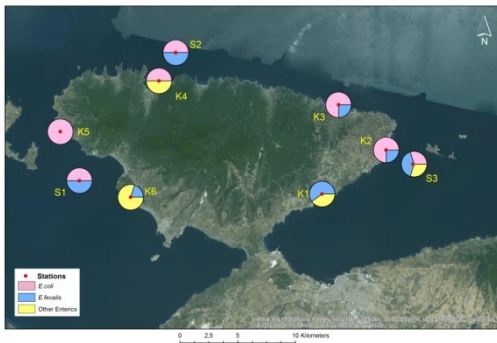 N
S2
K4
K3
K5
K2
S3
S1
K6
K1
Stations
E.coli
E.fecalis
Other Enterics
0 2,5 5 10 Kilometers